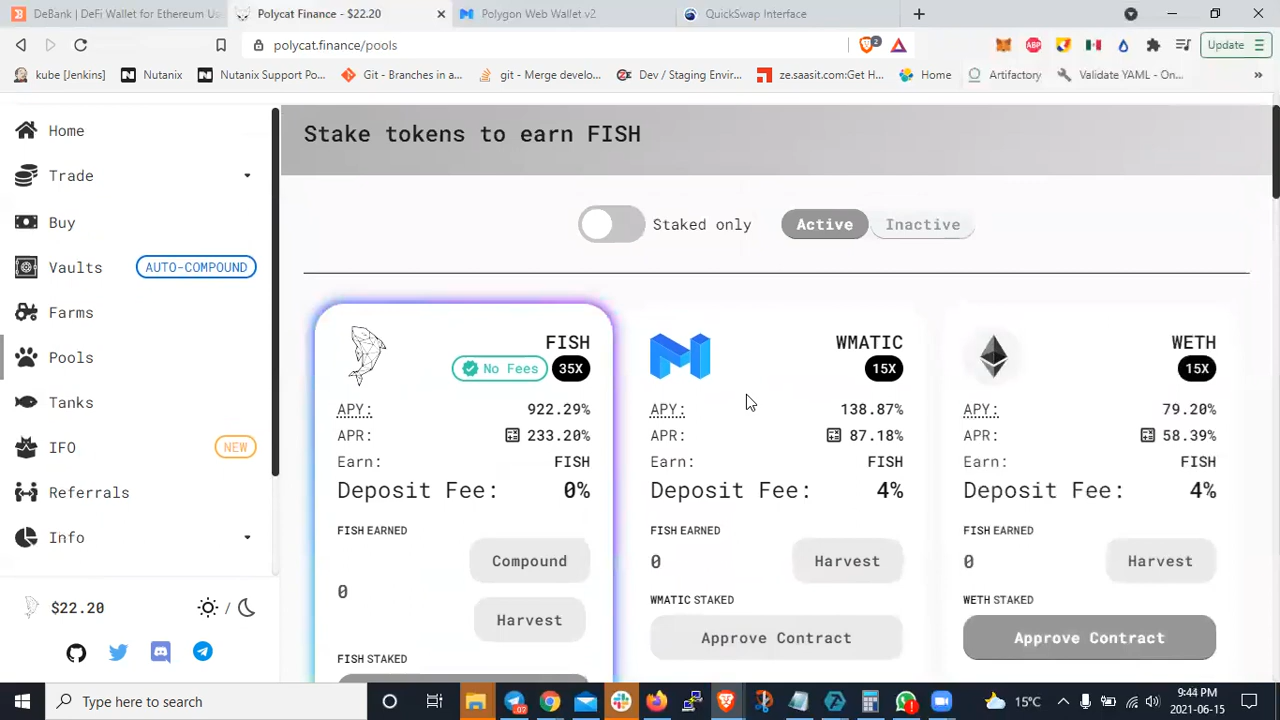 DeBank | DeFi Wallet for Ethereum Us
Polycat Finance - $22.20
Polygon Web Wallet v2
QuickSwap Interface
polycat.finance/pools
2
ABP
Update
kube [Jenkins]
Nutanix
Nutanix Support Po...
Git - Branches in a...
git - Merge develo...
Dev / Staging Envir...
ze.saasit.com:Get H...
Home
Artifactory
Validate YAML - On...
»
Home
Trade
Buy
Vaults
AUTO-COMPOUND
Farms
Pools
Tanks
IFO
NEW
Referrals
Info
$22.20
/
Stake tokens to earn FISH
Staked only
Active
Inactive
FISH
No Fees
35X
APY: 922.29%
APR: 233.20%
Earn: FISH
Deposit Fee: 0%
FISH EARNED
Compound
0
Harvest
FISH STAKED
WMATIC
15X
APY: 138.87%
APR: 87.18%
Earn: FISH
Deposit Fee: 4%
FISH EARNED
0
Harvest
WMATIC STAKED
Approve Contract
WETH
15X
APY: 79.20%
APR: 58.39%
Earn: FISH
Deposit Fee: 4%
FISH EARNED
0
Harvest
WETH STAKED
Approve Contract
Type here to search
15°C
9:44 PM
2021-06-15